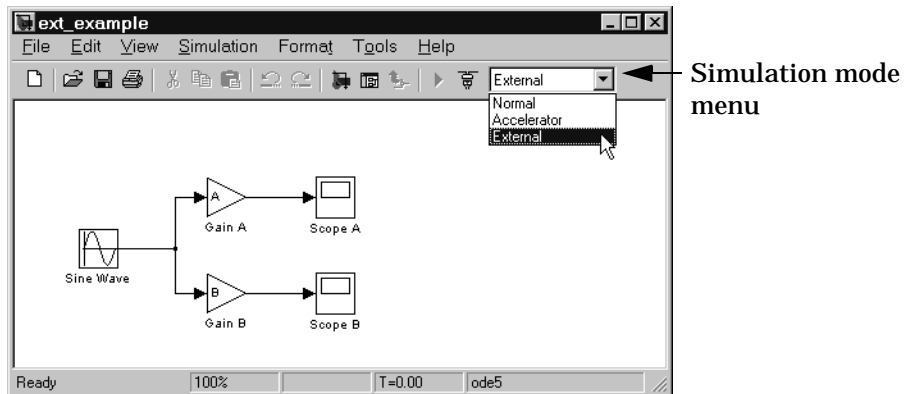 ext_example
File Edit View Simulation Format Tools Help
External
Simulation mode
menu
Normal
Accelerator
External
A
Gain A
Scope A
Sine Wave
B
Gain B
Scope B
Ready 100% T=0.00 ode5